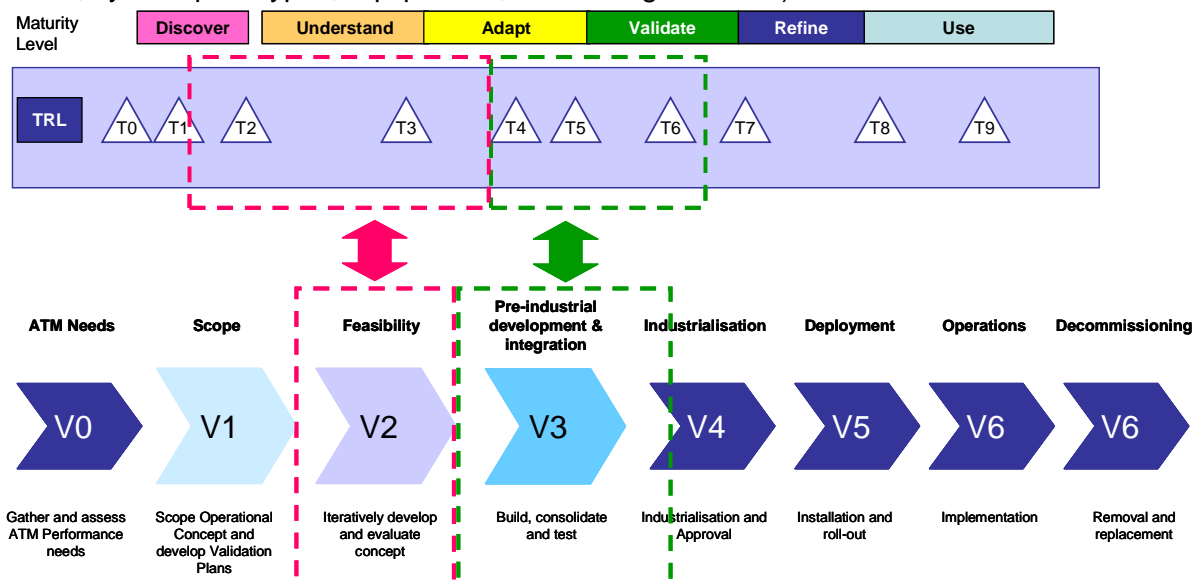 Maturity
Level
Discover
Understand
Adapt
Validate
Refine
Use
TRL
T0
T1
T2
T3
T4
T5
T6
T7
T8
T9
ATM Needs
Scope
Feasibility
Pre-industrial
development &
integration
Industrialisation
Deployment
Operations
Decommissioning
V0
V1
V2
V3
V4
V5
V6
V6
Gather and assess
ATM Performance
needs
Scope Operational
Concept and
develop Validation
Plans
Iteratively develop
and evaluate
concept
Build, consolidate
and test
Industrialisation and
Approval
Installation and
roll-out
Implementation
Removal and
replacement